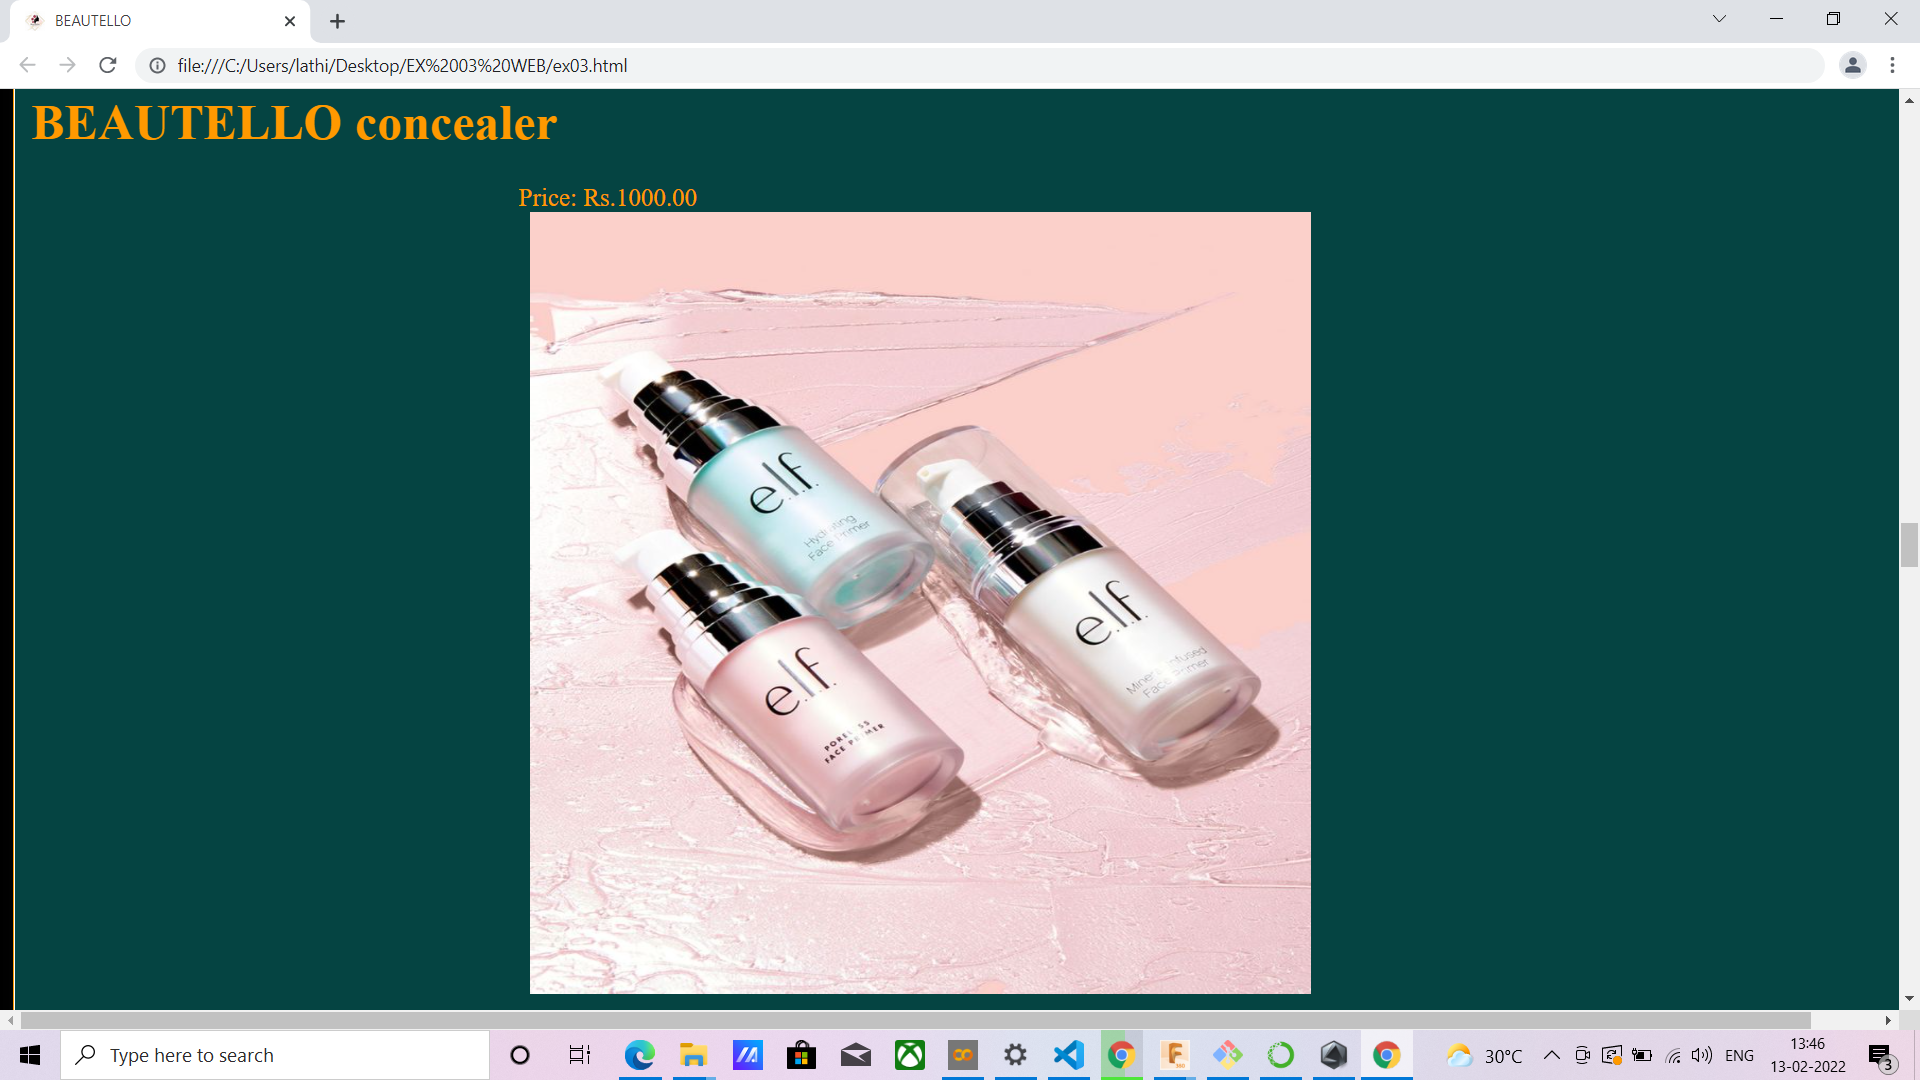 BEAUTELLO
file:///C:/Users/lathi/Desktop/EX%2003%20WEB/ex03.html
BEAUTELLO concealer
Price: Rs.1000.00
e.l.f.
Hydrating
Face Primer
e.l.f.
Mineral Infused
Face Primer
e.l.f.
PORELESS
FACE PRIMER
Type here to search
30°C
ENG
13:46
13-02-2022
3